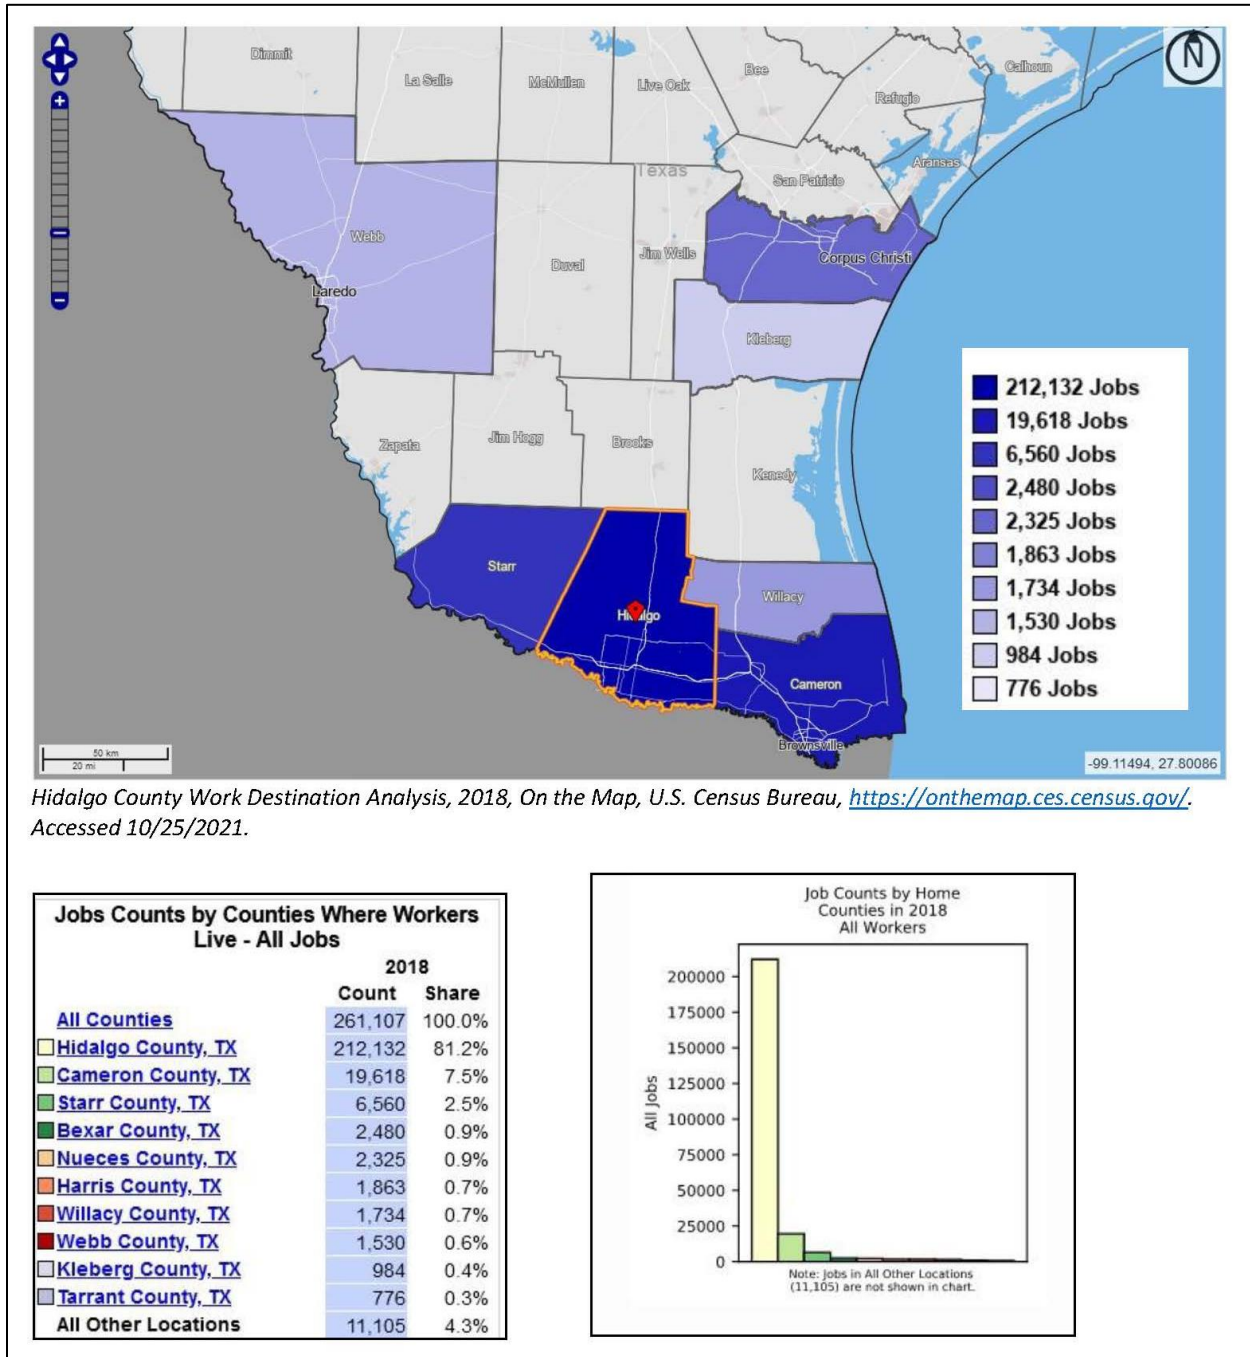 N
Dimmit
La Salle
McMullen
Live Oak
Bee
Calhoun
Refugio
Aransas
Texas
San Patricio
Webb
Duval
Jim Wells
Corpus Christi
Laredo
Kleberg
Zapata
Jim Hogg
Brooks
Kenedy
Starr
Hidalgo
Willacy
Cameron
Brownsville
212,132 Jobs
19,618 Jobs
6,560 Jobs
2,480 Jobs
2,325 Jobs
1,863 Jobs
1,734 Jobs
1,530 Jobs
984 Jobs
776 Jobs
50 km
20 mi
-99.11494, 27.80086
Hidalgo County Work Destination Analysis, 2018, On the Map, U.S. Census Bureau, https://onthemap.ces.census.gov/.
Accessed 10/25/2021.
Jobs Counts by Counties Where Workers
Live - All Jobs
2018
Count Share
All Counties 261,107 100.0%
Hidalgo County, TX 212,132 81.2%
Cameron County, TX 19,618 7.5%
Starr County, TX 6,560 2.5%
Bexar County, TX 2,480 0.9%
Nueces County, TX 2,325 0.9%
Harris County, TX 1,863 0.7%
Willacy County, TX 1,734 0.7%
Webb County, TX 1,530 0.6%
Kleberg County, TX 984 0.4%
Tarrant County, TX 776 0.3%
All Other Locations 11,105 4.3%
Job Counts by Home
Counties in 2018
All Workers
200000
175000
150000
125000
100000
75000
50000
25000
0
All Jobs
Note: Jobs in All Other Locations
(11,105) are not shown in chart.